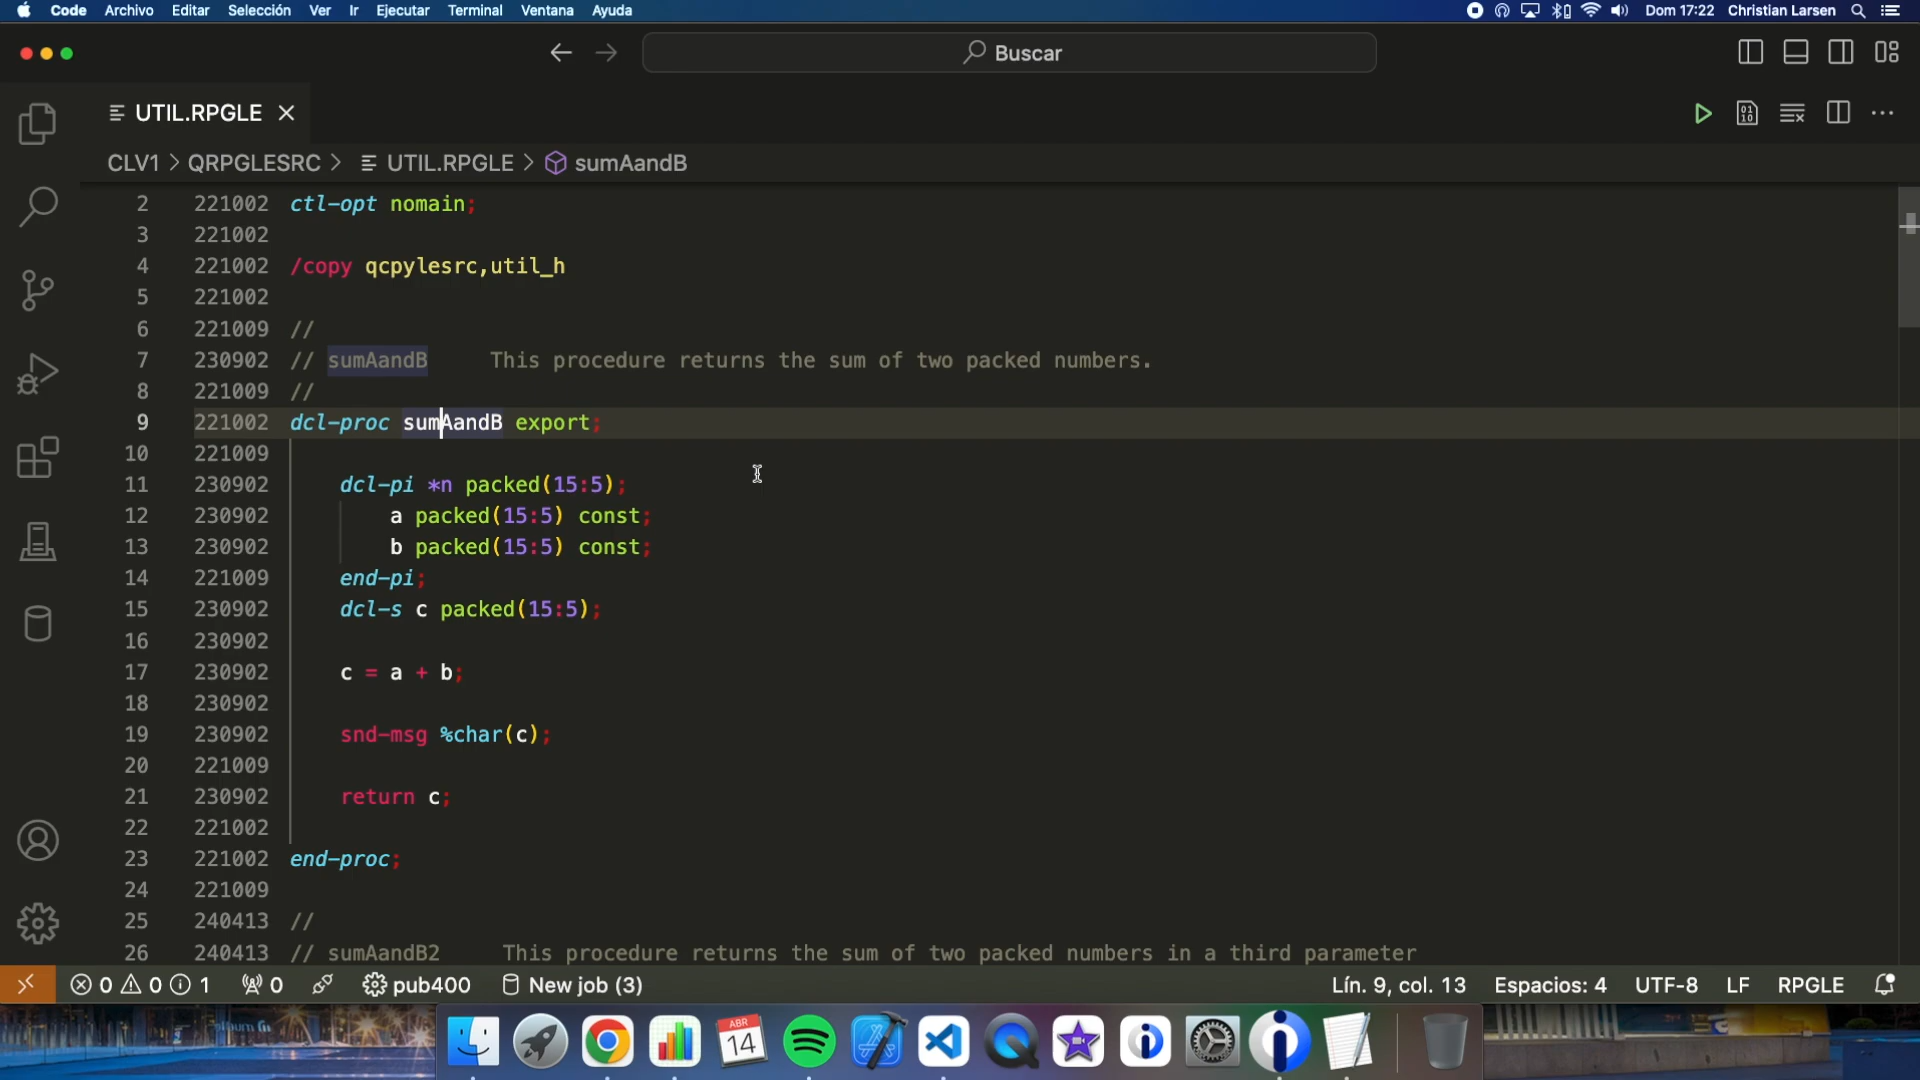 Code Archivo Editar Selección Ver Ir Ejecutar Terminal Ventana Ayuda Dom 17:22 Christian Larsen
Buscar
UTIL.RPGLE
CLV1 > QRPGLESRC > UTIL.RPGLE > sumAandB
2 221002 ctl-opt nomain;
3 221002
4 221002 /copy qcpylesrc,util_h
5 221002
6 221009 //
7 230902 // sumAandB This procedure returns the sum of two packed numbers.
8 221009 //
9 221002 dcl-proc sumAandB export;
10 221009
11 230902 dcl-pi *n packed(15:5);
12 230902 a packed(15:5) const;
13 230902 b packed(15:5) const;
14 221009 end-pi;
15 230902 dcl-s c packed(15:5);
16 230902
17 230902 c = a + b;
18 230902
19 230902 snd-msg %char(c);
20 221009
21 230902 return c;
22 221002
23 221002 end-proc;
24 221009
25 240413 //
26 240413 // sumAandB2 This procedure returns the sum of two packed numbers in a third parameter
0 0 1 0 pub400 New job (3) Lín. 9, col. 13 Espacios: 4 UTF-8 LF RPGLE
ABR
14